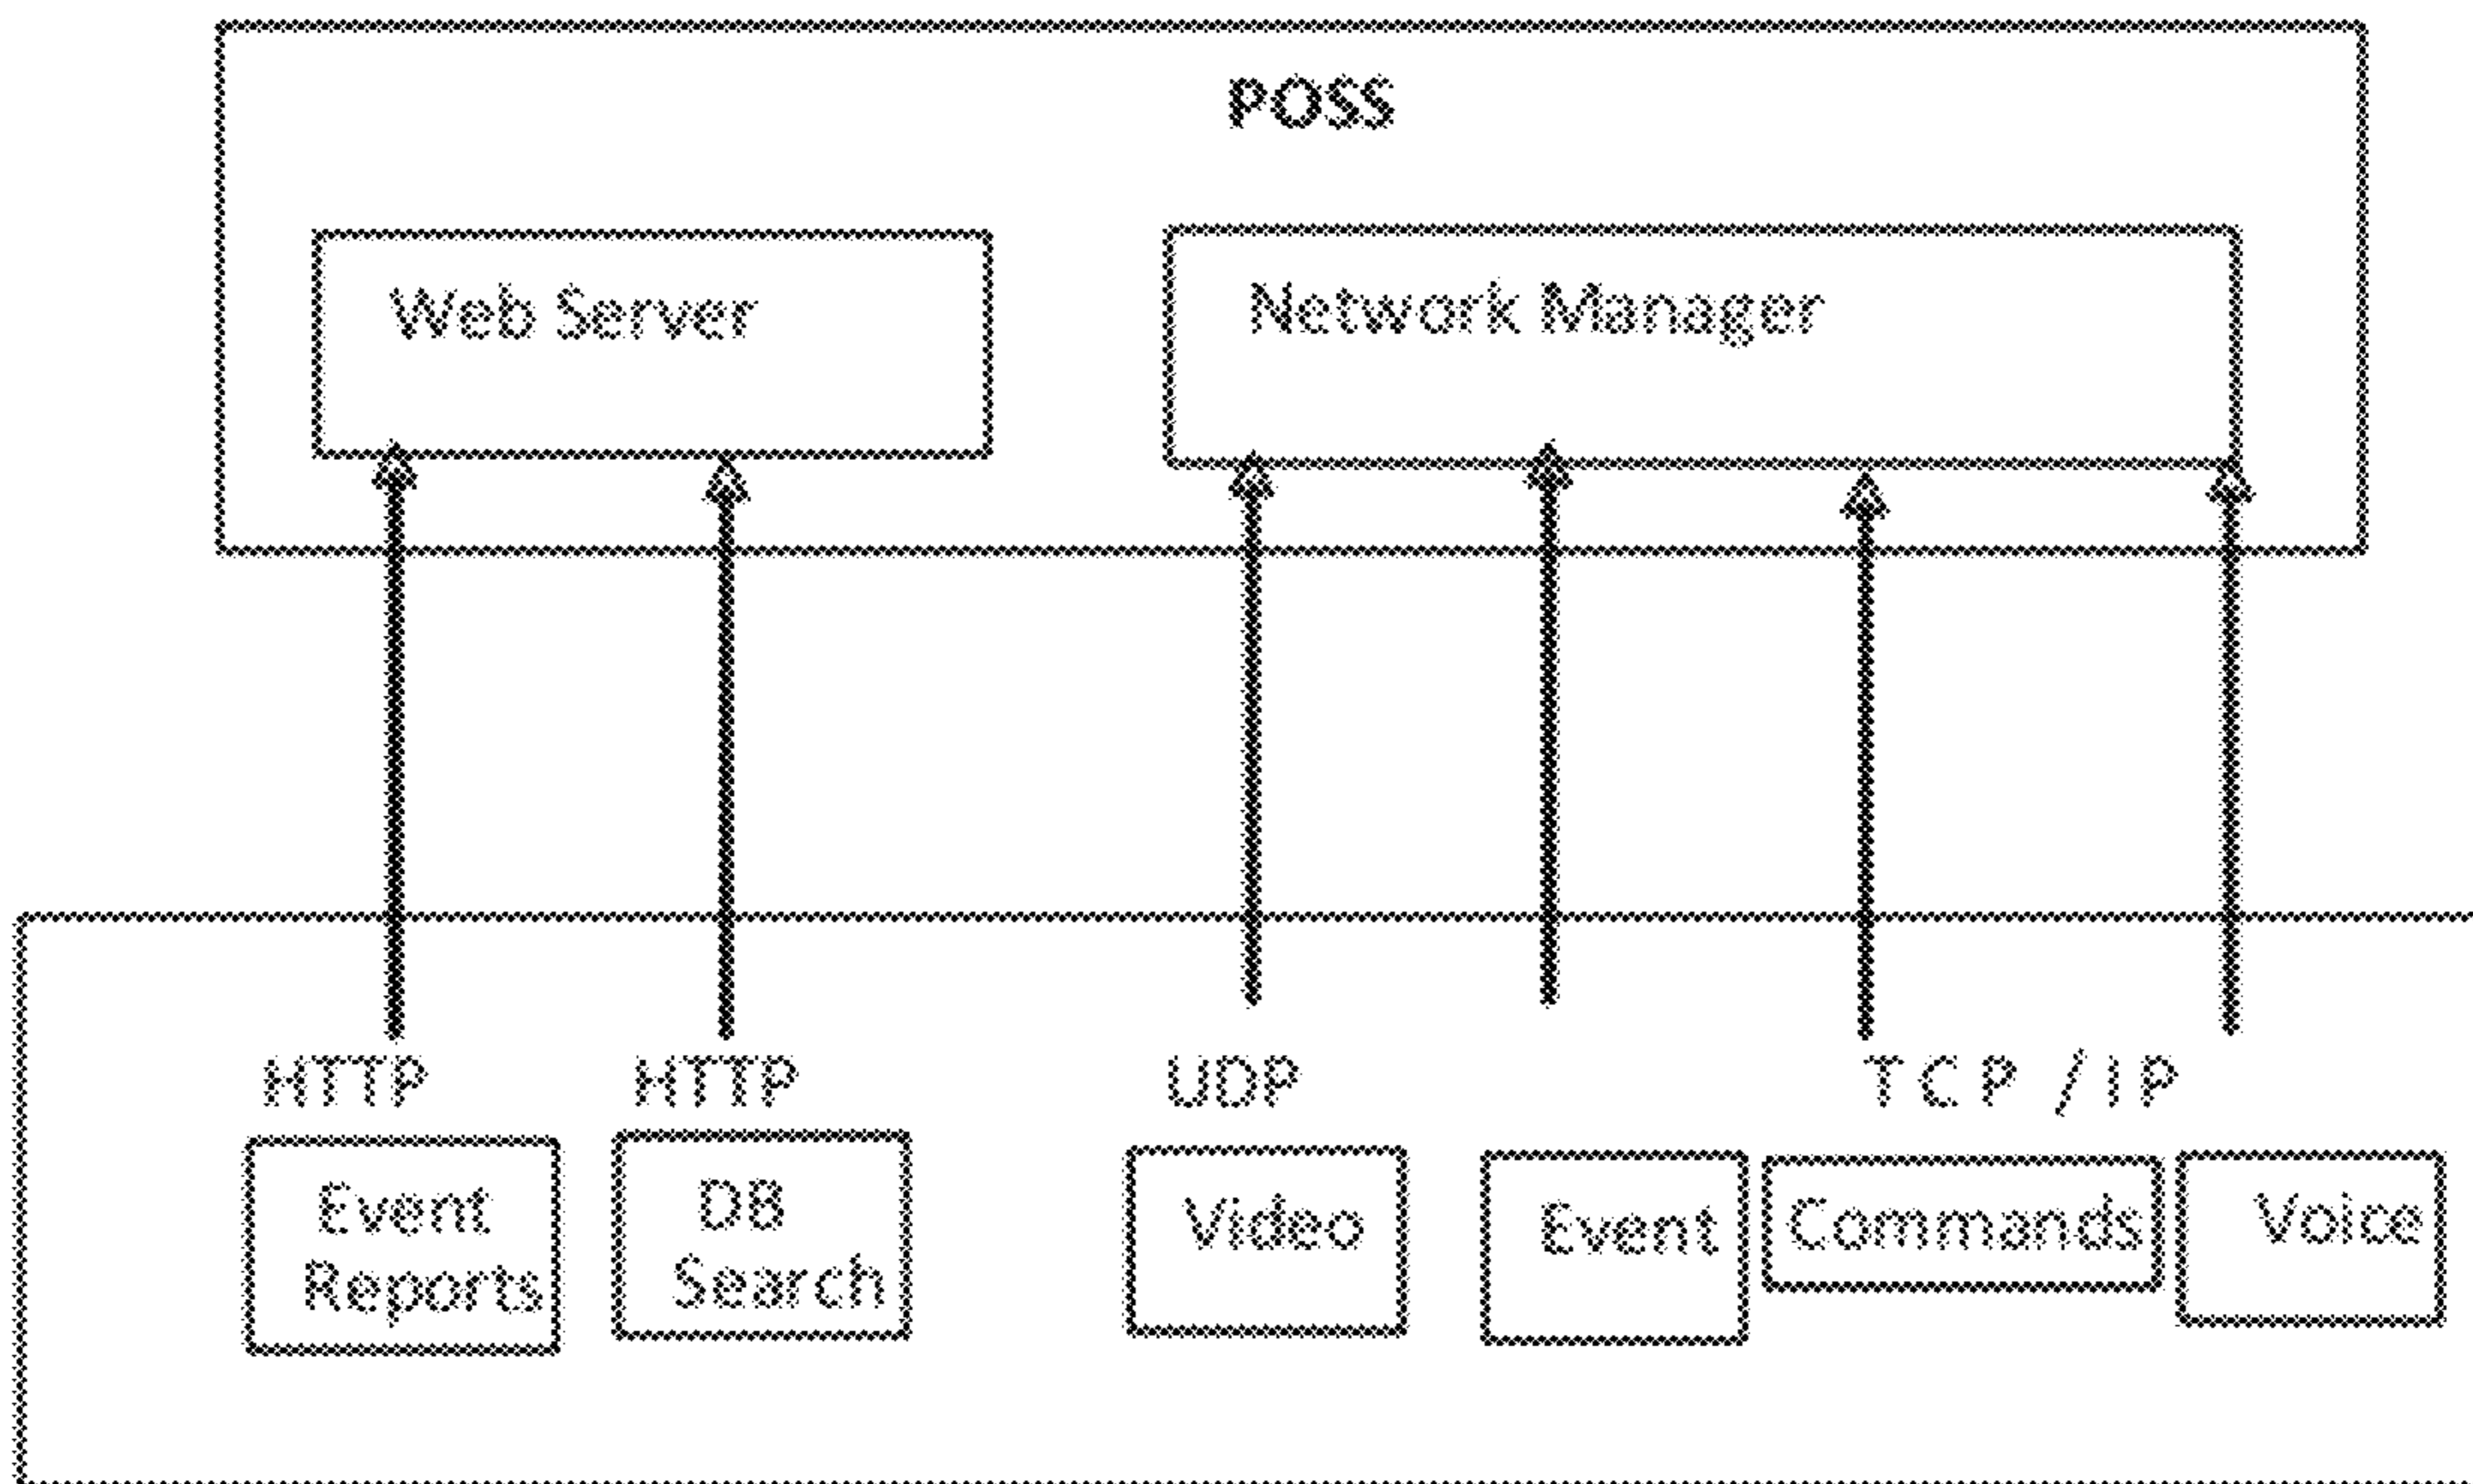 POSS
Web Server
Network Manager
HTTP
HTTP
UDP
TCP /IP
Event
Reports
DB
Search
Video
Event
Commands
Voice